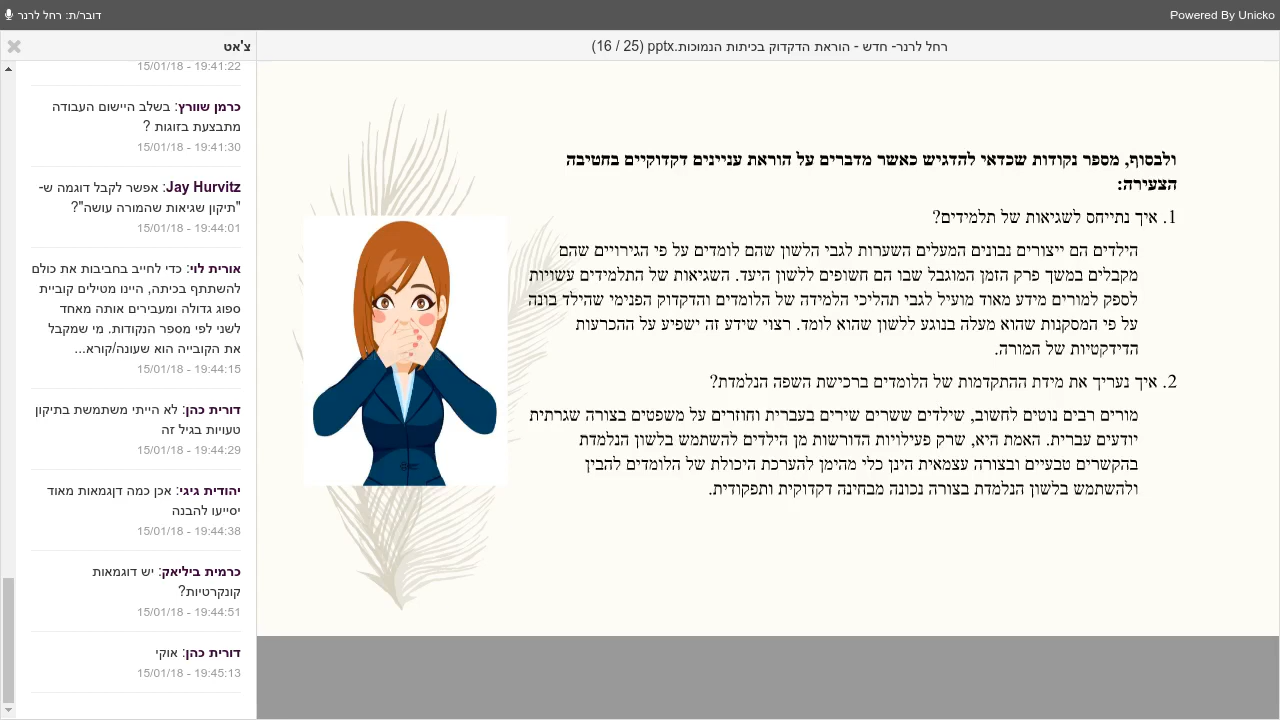 דובר/ת: רחל לרנר
Powered By Unicko
צ'אט
רחל לרנר- חדש - הוראת הדקדוק בכיתות הנמוכות.pptx (16 / 25)
15/01/18 - 19:41:22
כרמן שוורץ: בשלב היישום העבודה
מתבצעת בזוגות ?
15/01/18 - 19:41:30
Jay Hurvitz: אפשר לקבל דוגמה ש-
"תיקון שגיאות שהמורה עושה"?
15/01/18 - 19:44:01
אורית לוי: כדי לחייב בחביבות את כולם
להשתתף בכיתה, היינו מטילים קוביית
ספוג גדולה ומעבירים אותה מאחד
לשני לפי מספר הנקודות. מי שמקבל
את הקובייה הוא שעונה/קורא...
15/01/18 - 19:44:15
דורית כהן: לא הייתי משתמשת בתיקון
טעויות בגיל זה
15/01/18 - 19:44:29
יהודית גיגי: אכן כמה דןגמאות מאוד
יסייעו להבנה
15/01/18 - 19:44:38
כרמית ביליאק: יש דוגמאות
קונקרטיות?
15/01/18 - 19:44:51
דורית כהן: אוקי
15/01/18 - 19:45:13
ולבסוף, מספר נקודות שכדאי להדגיש כאשר מדברים על הוראת עניינים דקדוקיים בחטיבה
הצעירה:
1. איך נתייחס לשגיאות של תלמידים?
הילדים הם ייצורים נבונים המעלים השערות לגבי הלשון שהם לומדים על פי הגירויים שהם
מקבלים במשך פרק הזמן המוגבל שבו הם חשופים ללשון היעד. השגיאות של התלמידים עשויות
לספק למורים מידע מאוד מועיל לגבי תהליכי הלמידה של הלומדים והדקדוק הפנימי שהילד בונה
על פי המסקנות שהוא מעלה בנוגע ללשון שהוא לומד. רצוי שידע זה ישפיע על ההכרעות
הדידקטיות של המורה.
2. איך נעריך את מידת ההתקדמות של הלומדים ברכישת השפה הנלמדת?
מורים רבים נוטים לחשוב, שילדים ששרים שירים בעברית וחוזרים על משפטים בצורה שגרתית
יודעים עברית. האמת היא, שרק פעילויות הדורשות מן הילדים להשתמש בלשון הנלמדת
בהקשרים טבעיים ובצורה עצמאית הינן כלי מהימן להערכת היכולת של הלומדים להבין
ולהשתמש בלשון הנלמדת בצורה נכונה מבחינה דקדוקית ותפקודית.